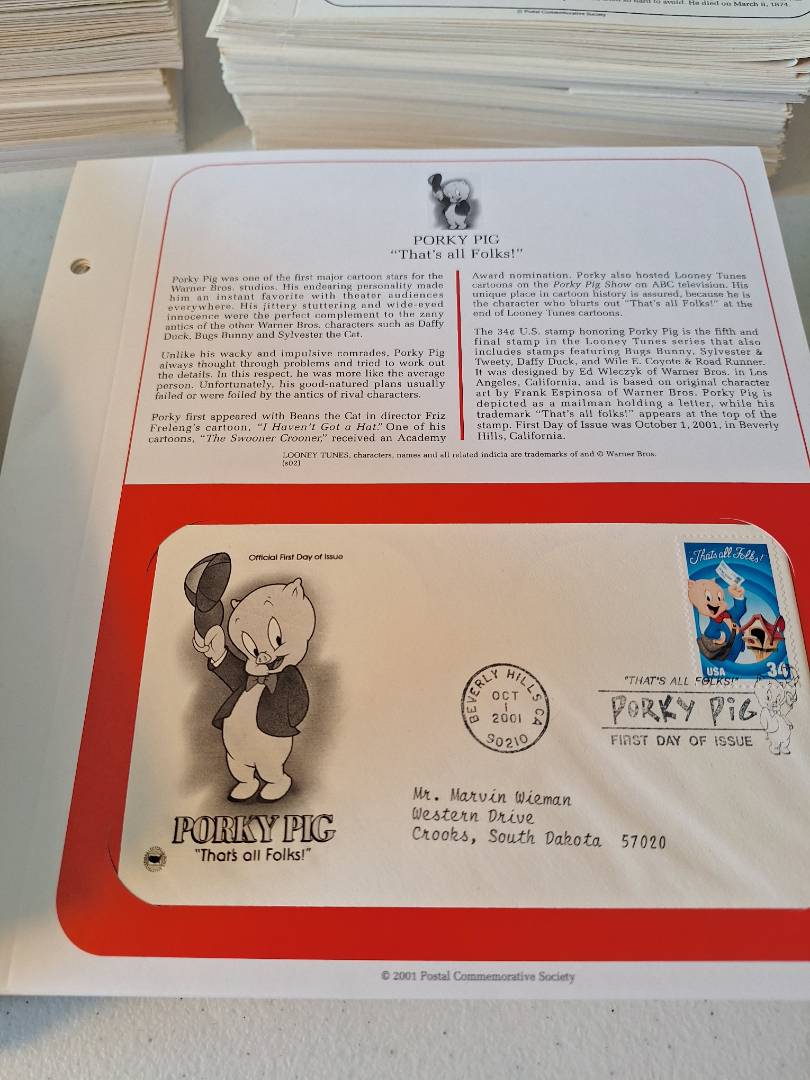 He died on March 8, 1874.
© Postal Commemorative Society
PORKY PIG
"That's all Folks!"
Porky Pig was one of the first major cartoon stars for the
Warner Bros. studios. His endearing personality made
him an instant favorite with theater audiences
everywhere. His jittery stuttering and wide-eyed
innocence were the perfect complement to the zany
antics of the other Warner Bros. characters such as Daffy
Duck, Bugs Bunny and Sylvester the Cat.
Unlike his wacky and impulsive comrades, Porky Pig
always thought through problems and tried to work out
the details. In this respect, he was more like the average
person. Unfortunately, his good-natured plans usually
failed or were foiled by the antics of rival characters.
Porky first appeared with Beans the Cat in director Friz
Freleng's cartoon, "I Haven't Got a Hat." One of his
cartoons, "The Swooner Crooner," received an Academy
Award nomination. Porky also hosted Looney Tunes
cartoons on the Porky Pig Show on ABC television. His
unique place in cartoon history is assured, because he is
the character who blurts out "That's all Folks!" at the
end of Looney Tunes cartoons.
The 34¢ U.S. stamp honoring Porky Pig is the fifth and
final stamp in the Looney Tunes series that also
includes stamps featuring Bugs Bunny, Sylvester &
Tweety, Daffy Duck, and Wile E. Coyote & Road Runner.
It was designed by Ed Wleczyk of Warner Bros. in Los
Angeles, California, and is based on original character
art by Frank Espinosa of Warner Bros. Porky Pig is
depicted as a mailman holding a letter, while his
trademark "That's all folks!" appears at the top of the
stamp. First Day of Issue was October 1, 2001, in Beverly
Hills, California.
LOONEY TUNES, characters, names and all related indicia are trademarks of and © Warner Bros.
(s02)
Official First Day of Issue
That's all Folks!
USA 34
BEVERLY HILLS CA
OCT
1
2001
90210
"THAT'S ALL FOLKS!"
PORKY PIG
FIRST DAY OF ISSUE
Mr. Marvin Wieman
Western Drive
Crooks, South Dakota 57020
PORKY PIG
"That's all Folks!"
© 2001 Postal Commemorative Society